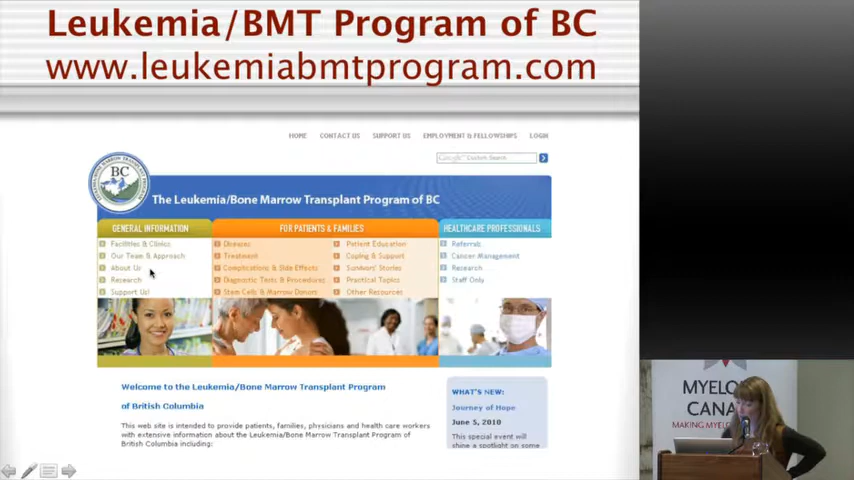 Leukemia/BMT Program of BC
www.leukemiabmtprogram.com
HOME CONTACT US SUPPORT US EMPLOYMENT & FELLOWSHIPS LOGIN
Google™ Custom Search
BC
The Leukemia/Bone Marrow Transplant Program of BC
GENERAL INFORMATION FOR PATIENTS & FAMILIES HEALTHCARE PROFESSIONALS
Facilities & Clinics Diseases Patient Education Referrals
Our Team & Approach Treatment Coping & Support Cancer Management
About Us Complications & Side Effects Survivors' Stories Research
Research Diagnostic Tests & Procedures Practical Topics Staff Only
Support Us! Stem Cells & Marrow Donors Other Resources
Welcome to the Leukemia/Bone Marrow Transplant Program
of British Columbia
This web site is intended to provide patients, families, physicians and health care workers
with extensive information about the Leukemia/Bone Marrow Transplant Program of
British Columbia including:
WHAT'S NEW:
Journey of Hope
June 5, 2010
This special event will
shine a spotlight on some
MYELO
CANA
MAKING MYEL